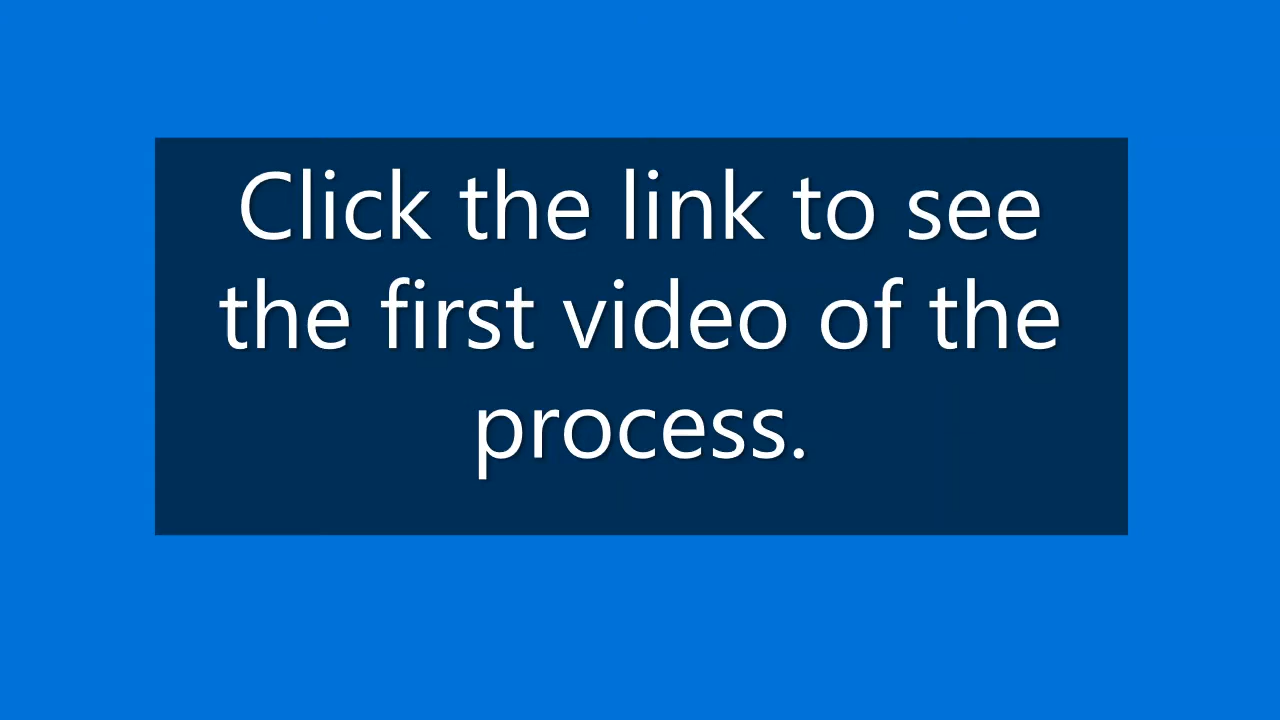 Click the link to see
the first video of the
process.